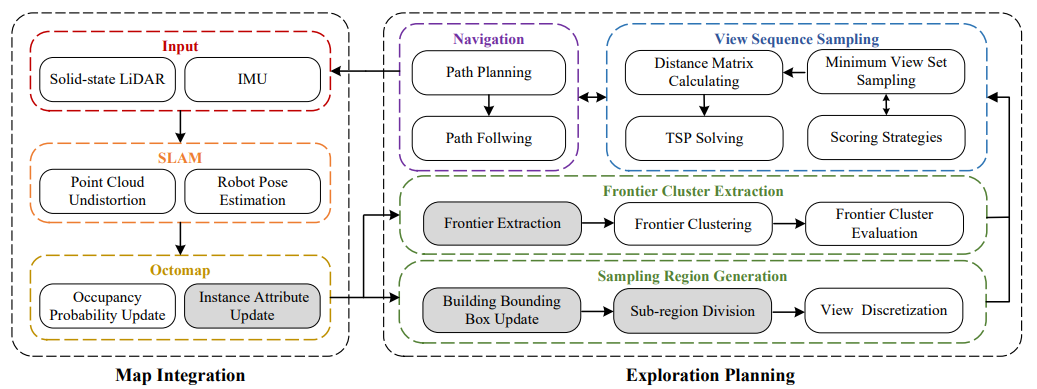 Input
Solid-state LiDAR
IMU
SLAM
Point Cloud
Undistortion
Robot Pose
Estimation
Octomap
Occupancy
Probability Update
Instance Attribute
Update
Map Integration
Navigation
Path Planning
Path Follwing
View Sequence Sampling
Distance Matrix
Calculating
Minimum View Set
Sampling
TSP Solving
Scoring Strategies
Frontier Cluster Extraction
Frontier Extraction
Frontier Clustering
Frontier Cluster
Evaluation
Sampling Region Generation
Building Bounding
Box Update
Sub-region Division
View Discretization
Exploration Planning